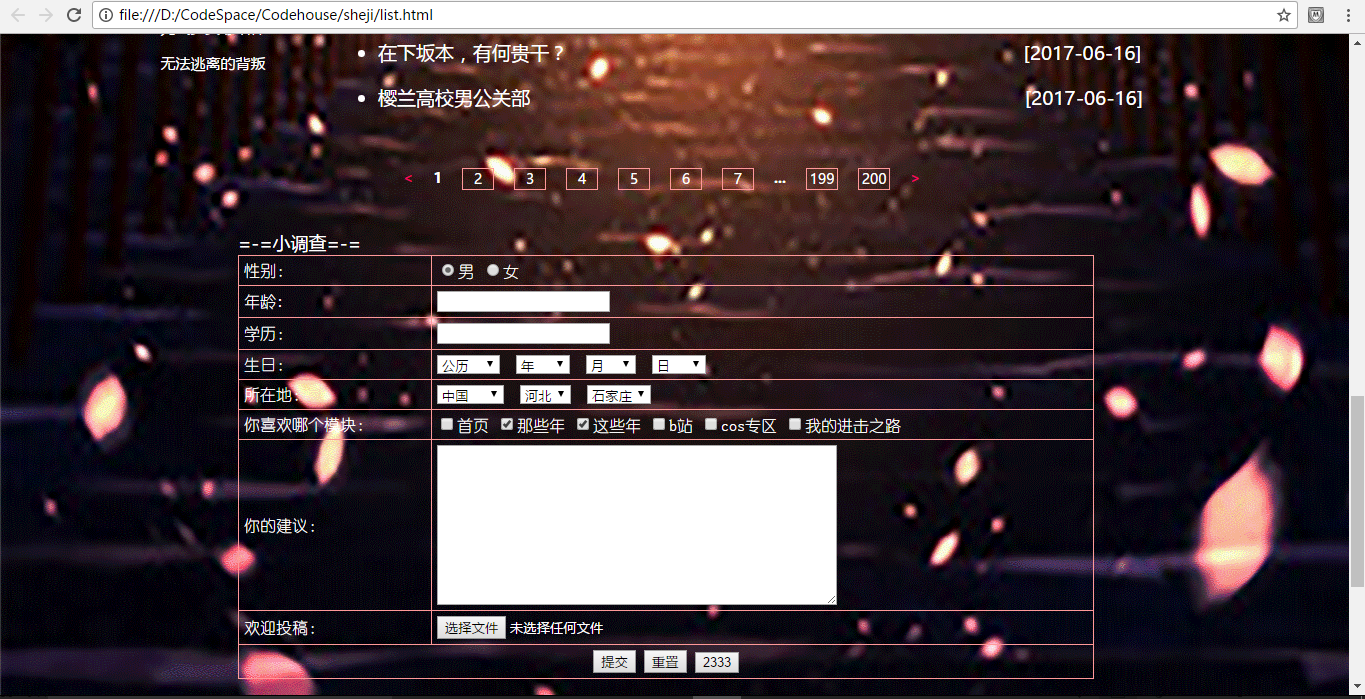 file:///D:/CodeSpace/Codehouse/sheji/list.html
无法逃离的背叛
在下坂本，有何贵干？ [2017-06-16]
樱兰高校男公关部 [2017-06-16]
< 1 2 3 4 5 6 7 ... 199 200 >
=-=小调查=-=
性别: 男 女
年龄:
学历:
生日: 公历 年 月 日
所在地: 中国 河北 石家庄
你喜欢哪个模块: 首页 那些年 这些年 b站 cos专区 我的进击之路
你的建议:
欢迎投稿: 选择文件 未选择任何文件
提交 重置 2333